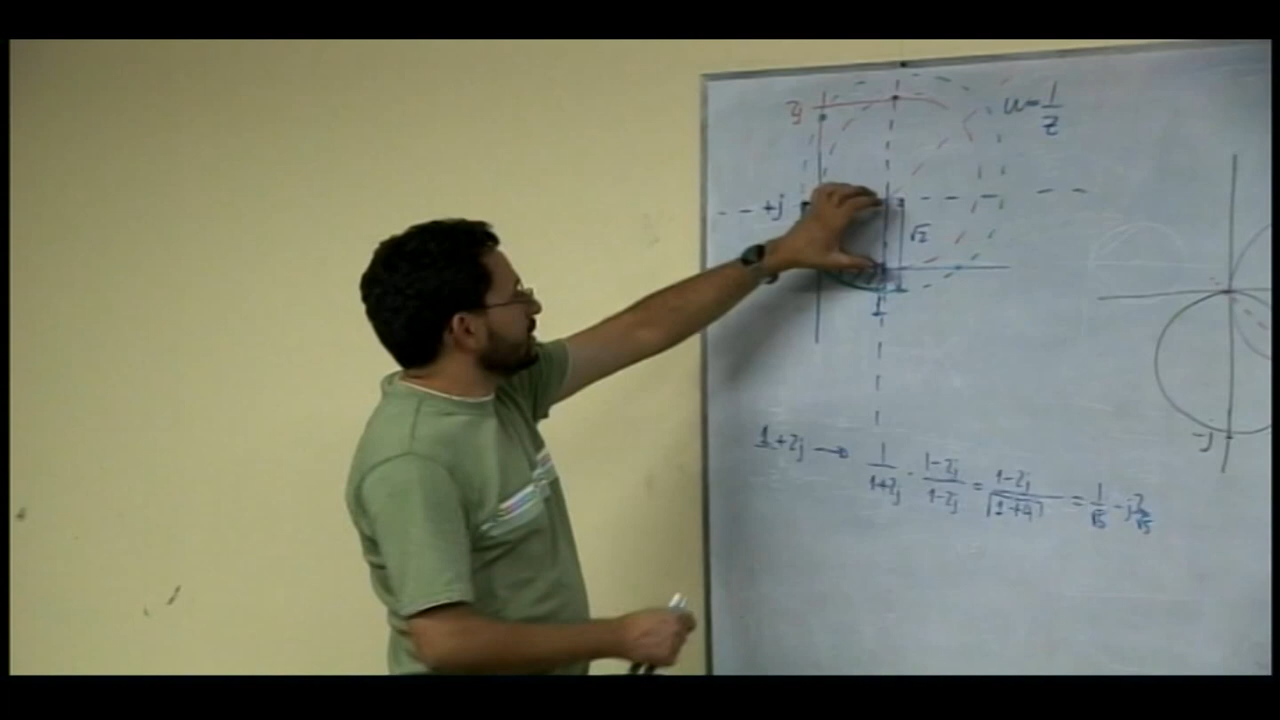 2j
u = 1/z
+j
√2
1
-j
1+2j → 1/(1+2j) · (1-2j)/(1-2j) = (1-2j)/√(1+4) = 1/√5 - j2/√5